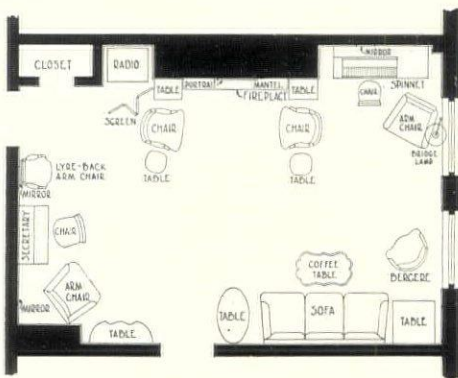 CLOSET
RADIO
MIRROR
SPINNET
TABLE
PORTRAIT
MANTEL
FIREPLACE
TABLE
CHAIR
SCREEN
CHAIR
CHAIR
ARM
CHAIR
BRIDGE
LAMP
TABLE
TABLE
LYRE-BACK
ARM CHAIR
MIRROR
SECRETARY
CHAIR
COFFEE
TABLE
BERGERE
ARM
CHAIR
MIRROR
TABLE
TABLE
SOFA
TABLE